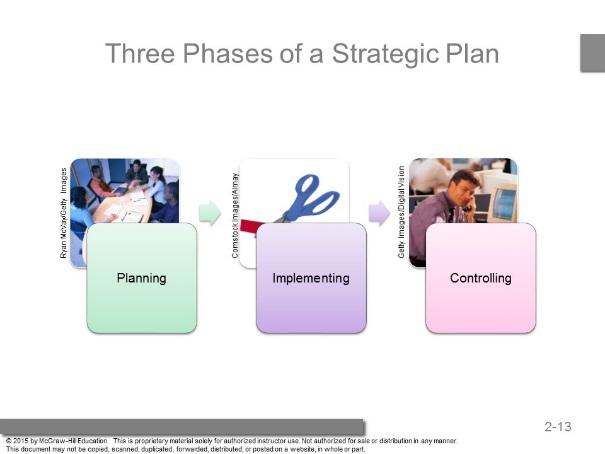 Three Phases of a Strategic Plan
Ryan McVay/Getty Images
Comstock Images/Almay
Getty Images/Digital Vision
Planning
Implementing
Controlling
2-13
© 2015 by McGraw-Hill Education. This is proprietary material solely for authorized instructor use. Not authorized for sale or distribution in any manner.
This document may not be copied, scanned, duplicated, forwarded, distributed, or posted on a website, in whole or part.